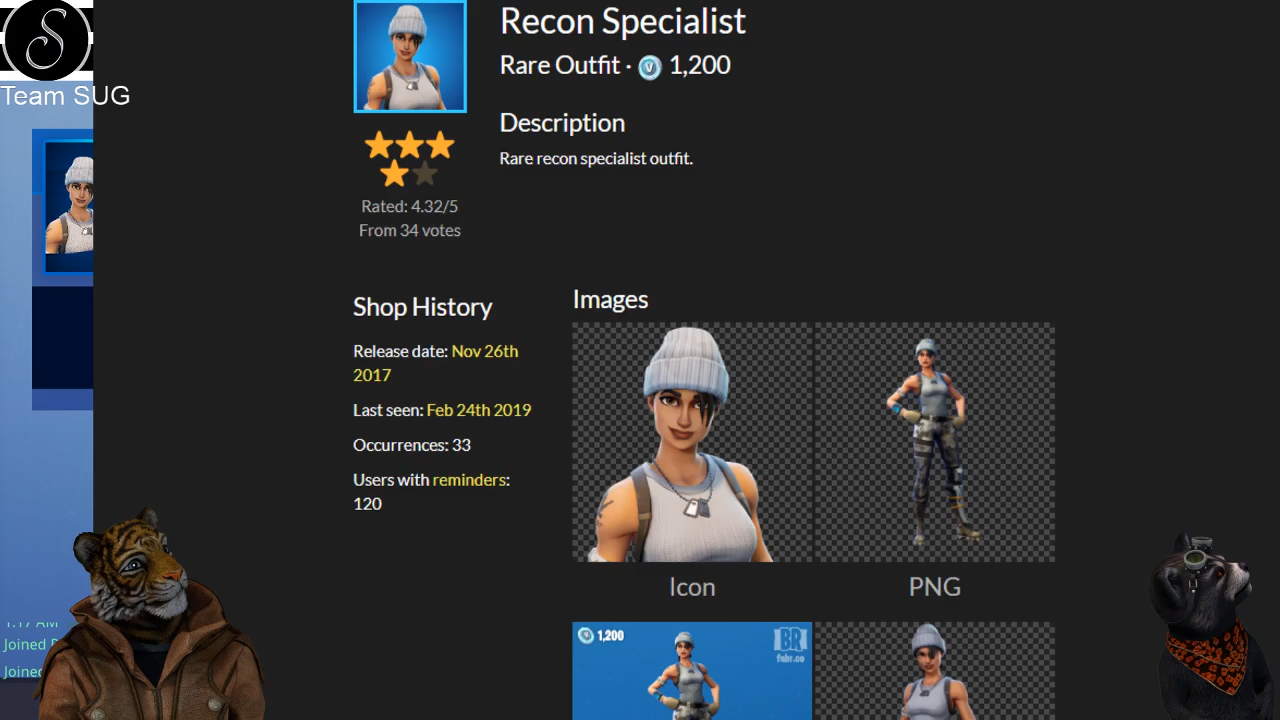 S
Team SUG
Recon Specialist
Rare Outfit · V 1,200
Description
Rare recon specialist outfit.
Rated: 4.32/5
From 34 votes
Shop History
Release date: Nov 26th
2017
Last seen: Feb 24th 2019
Occurrences: 33
Users with reminders:
120
Images
Icon
PNG
V 1,200
BR
fnbr.co
AM
Joined